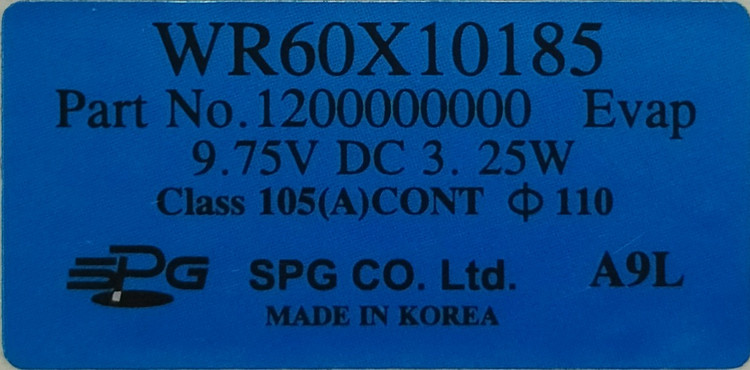 WR60X10185
Part No.1200000000 Evap
9.75V DC 3. 25W
Class 105(A)CONT Φ 110
SPG SPG CO. Ltd. A9L
MADE IN KOREA